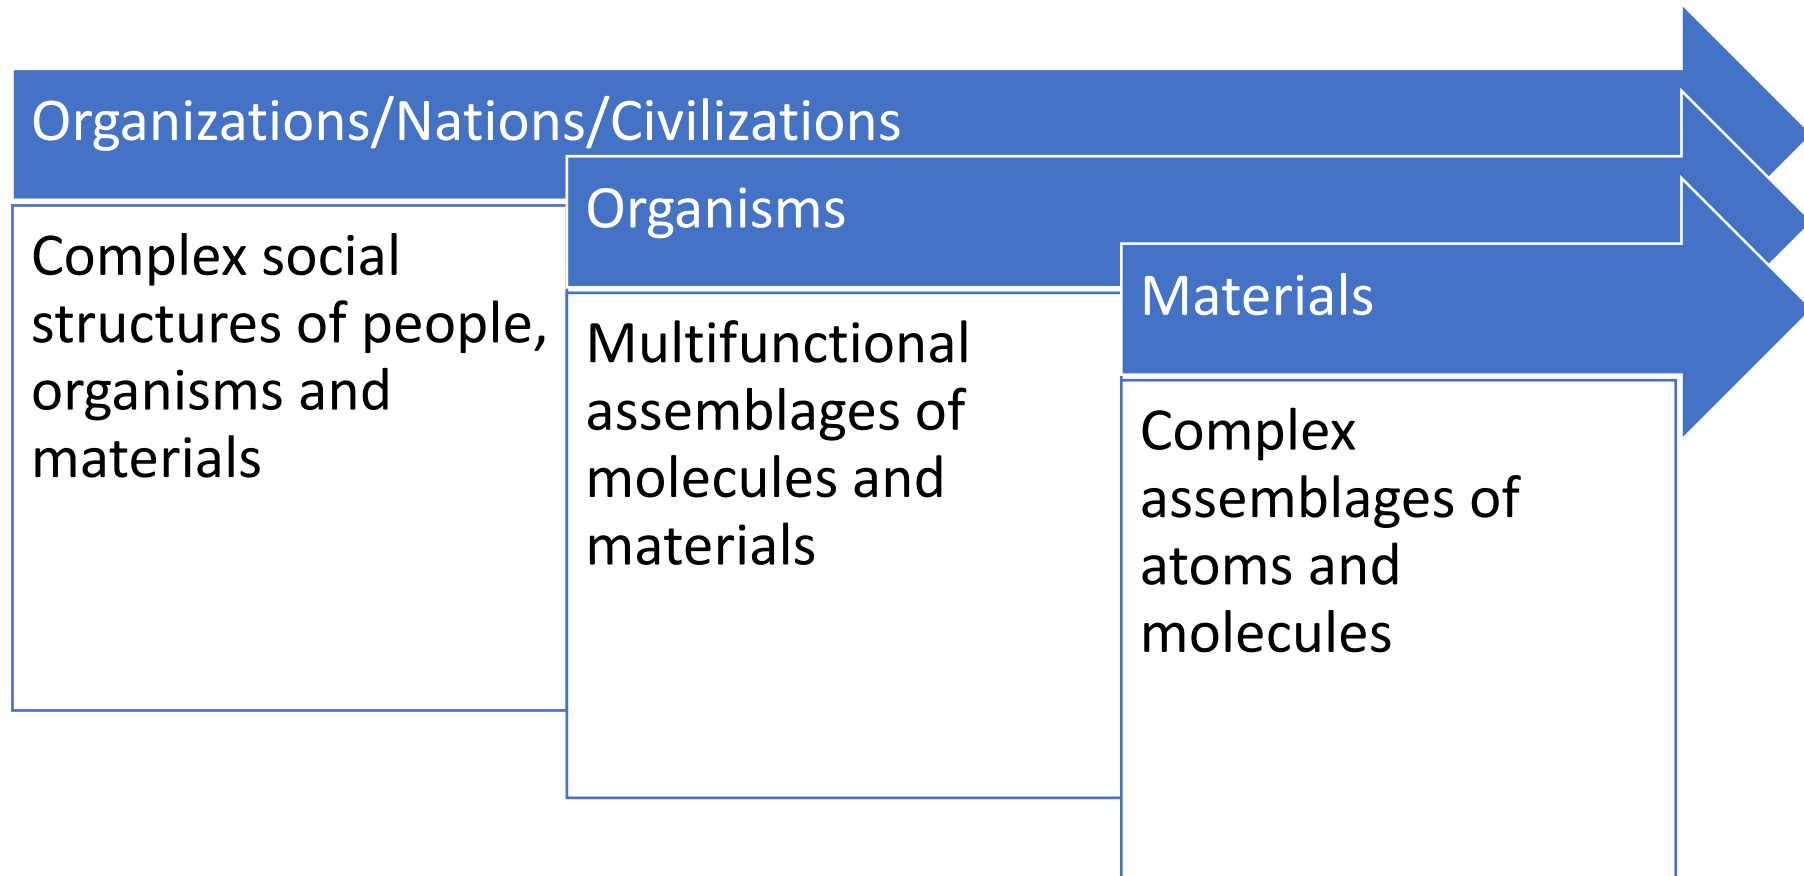 Organizations/Nations/Civilizations
Complex social
structures of people,
organisms and
materials
Organisms
Multifunctional
assemblages of
molecules and
materials
Materials
Complex
assemblages of
atoms and
molecules